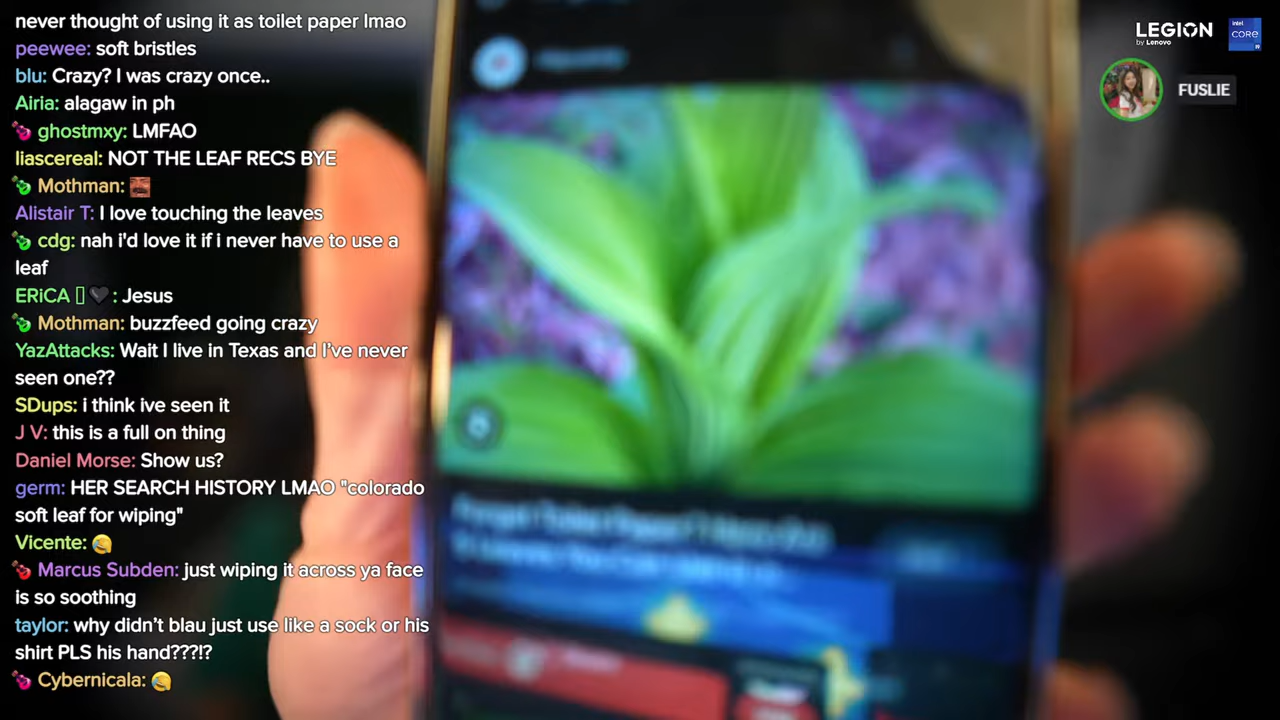 never thought of using it as toilet paper lmao
peewee: soft bristles
blu: Crazy? I was crazy once..
Airia: alagaw in ph
ghostmxy: LMFAO
liascereal: NOT THE LEAF RECS BYE
Mothman:
Alistair T: I love touching the leaves
cdg: nah i'd love it if i never have to use a
leaf
ERiCA : Jesus
Mothman: buzzfeed going crazy
YazAttacks: Wait I live in Texas and I've never
seen one??
SDups: i think ive seen it
J V: this is a full on thing
Daniel Morse: Show us?
germ: HER SEARCH HISTORY LMAO "colorado
soft leaf for wiping"
Vicente:
Marcus Subden: just wiping it across ya face
is so soothing
taylor: why didn't blau just use like a sock or his
shirt PLS his hand???!?
Cybernicala:
LEGION
by Lenovo
intel
CORE
i9
FUSLIE